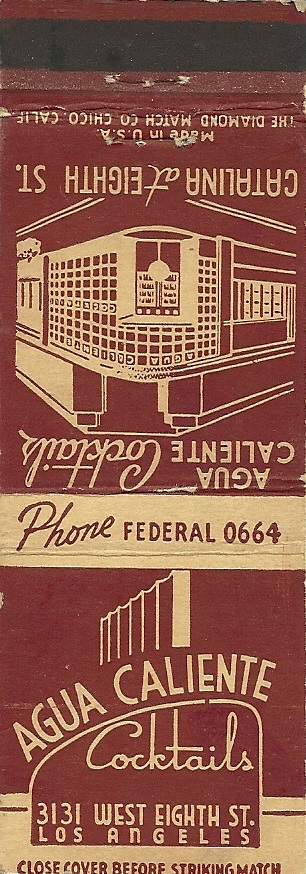 Made in U.S.A.
THE DIAMOND MATCH CO. CHICO, CALIF.
CATALINA at EIGHTH ST.
AGUA
CALIENTE Cocktails
Phone FEDERAL 0664
AGUA CALIENTE
Cocktails
3131 WEST EIGHTH ST.
LOS ANGELES
CLOSE COVER BEFORE STRIKING MATCH